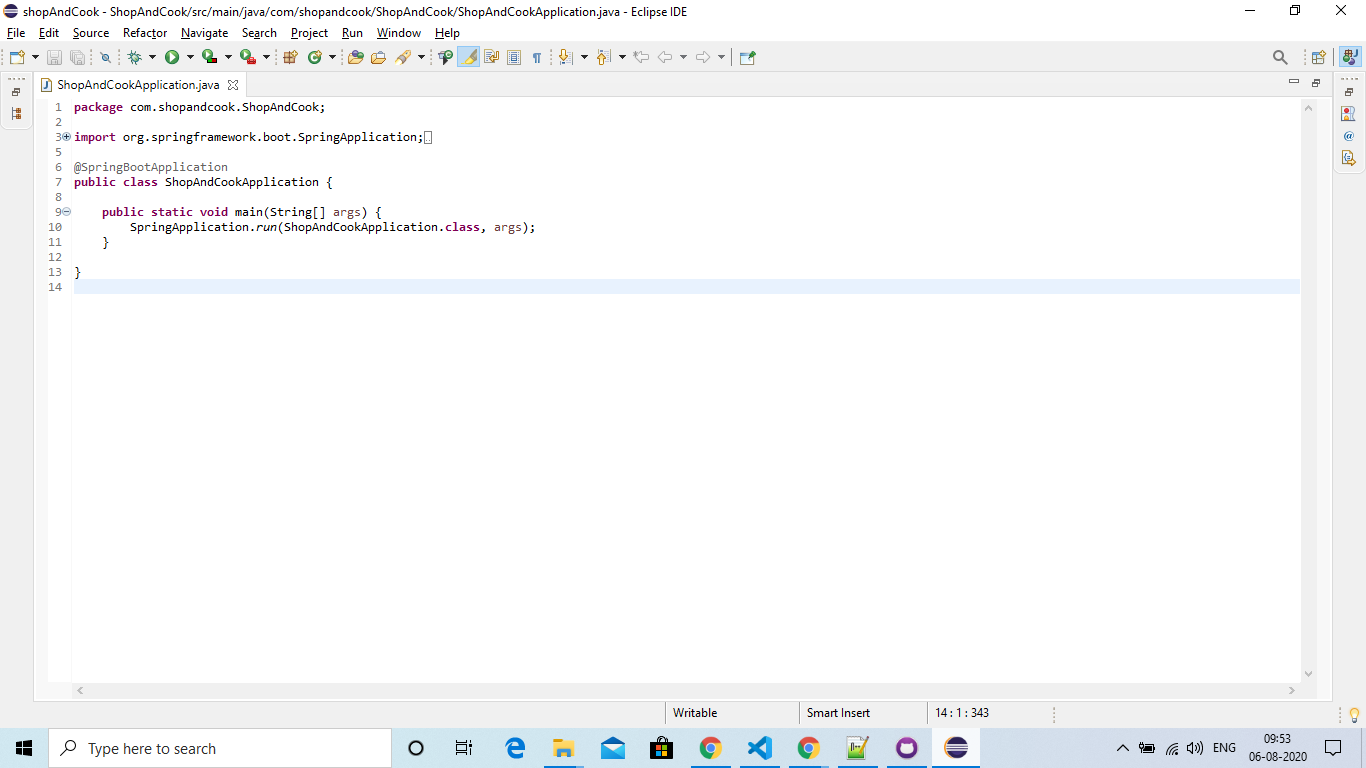 shopAndCook - ShopAndCook/src/main/java/com/shopandcook/ShopAndCook/ShopAndCookApplication.java - Eclipse IDE
File Edit Source Refactor Navigate Search Project Run Window Help
ShopAndCookApplication.java
1 package com.shopandcook.ShopAndCook;
2
3 import org.springframework.boot.SpringApplication;
5
6 @SpringBootApplication
7 public class ShopAndCookApplication {
8
9 public static void main(String[] args) {
10 SpringApplication.run(ShopAndCookApplication.class, args);
11 }
12
13 }
14
Writable Smart Insert 14 : 1 : 343
Type here to search ENG 09:53
06-08-2020